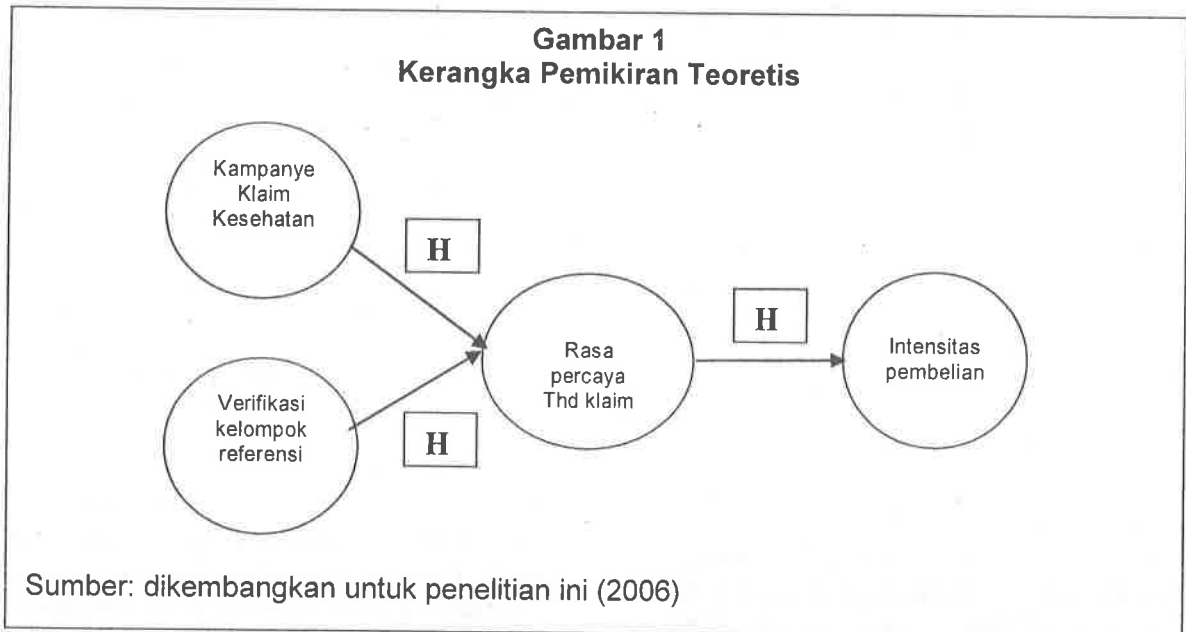 Gambar 1
Kerangka Pemikiran Teoretis
Kampanye
Klaim
Kesehatan
H
H
Rasa
percaya
Thd klaim
H
Intensitas
pembelian
Verifikasi
kelompok
referensi
H
Sumber: dikembangkan untuk penelitian ini (2006)